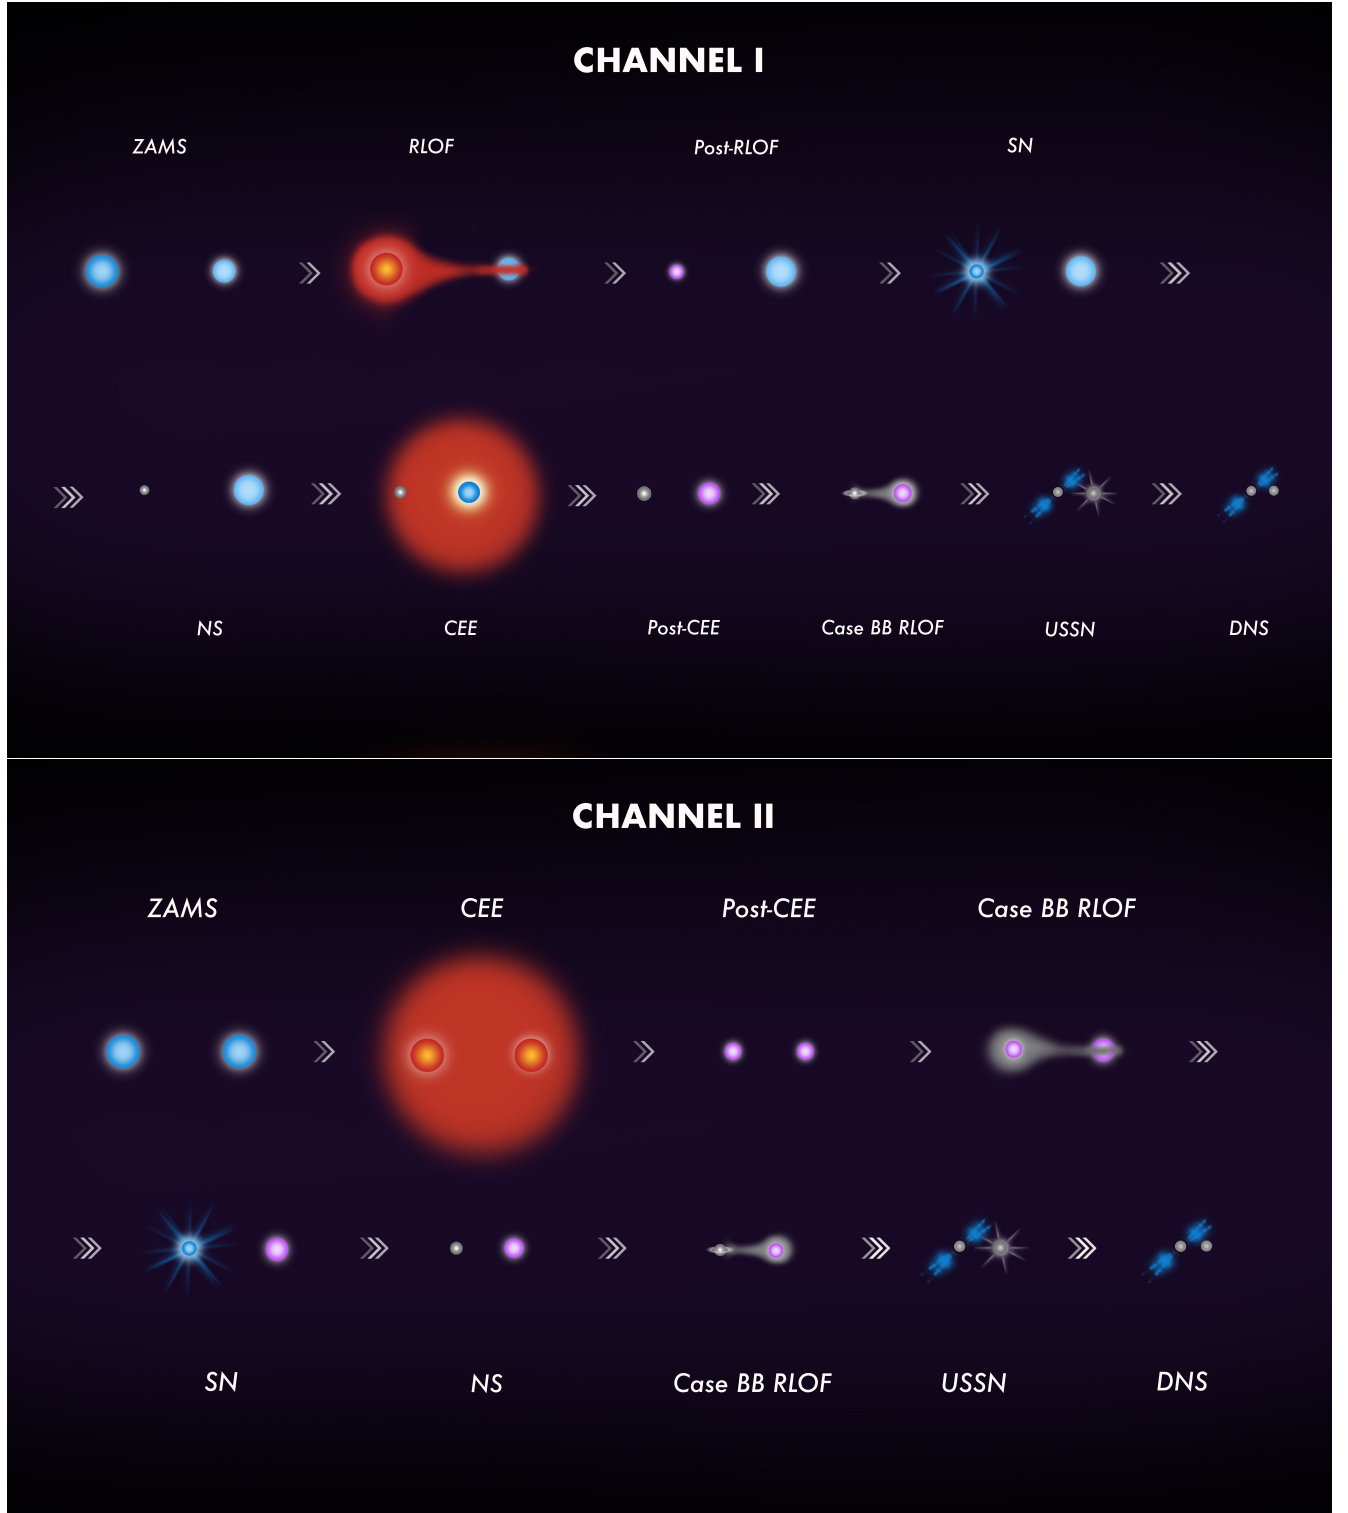 CHANNEL I
ZAMS RLOF Post-RLOF SN
NS CEE Post-CEE Case BB RLOF USSN DNS
CHANNEL II
ZAMS CEE Post-CEE Case BB RLOF
SN NS Case BB RLOF USSN DNS